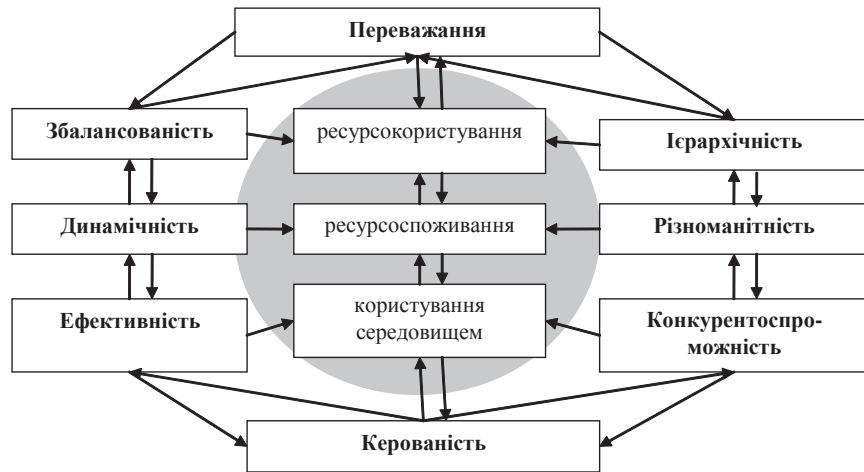 Переважання
Збалансованість
ресурсокористування
Ієрархічність
Динамічність
ресурсоспоживання
Різноманітність
Ефективність
користування
середовищем
Конкурентоспро-
можність
Керованість